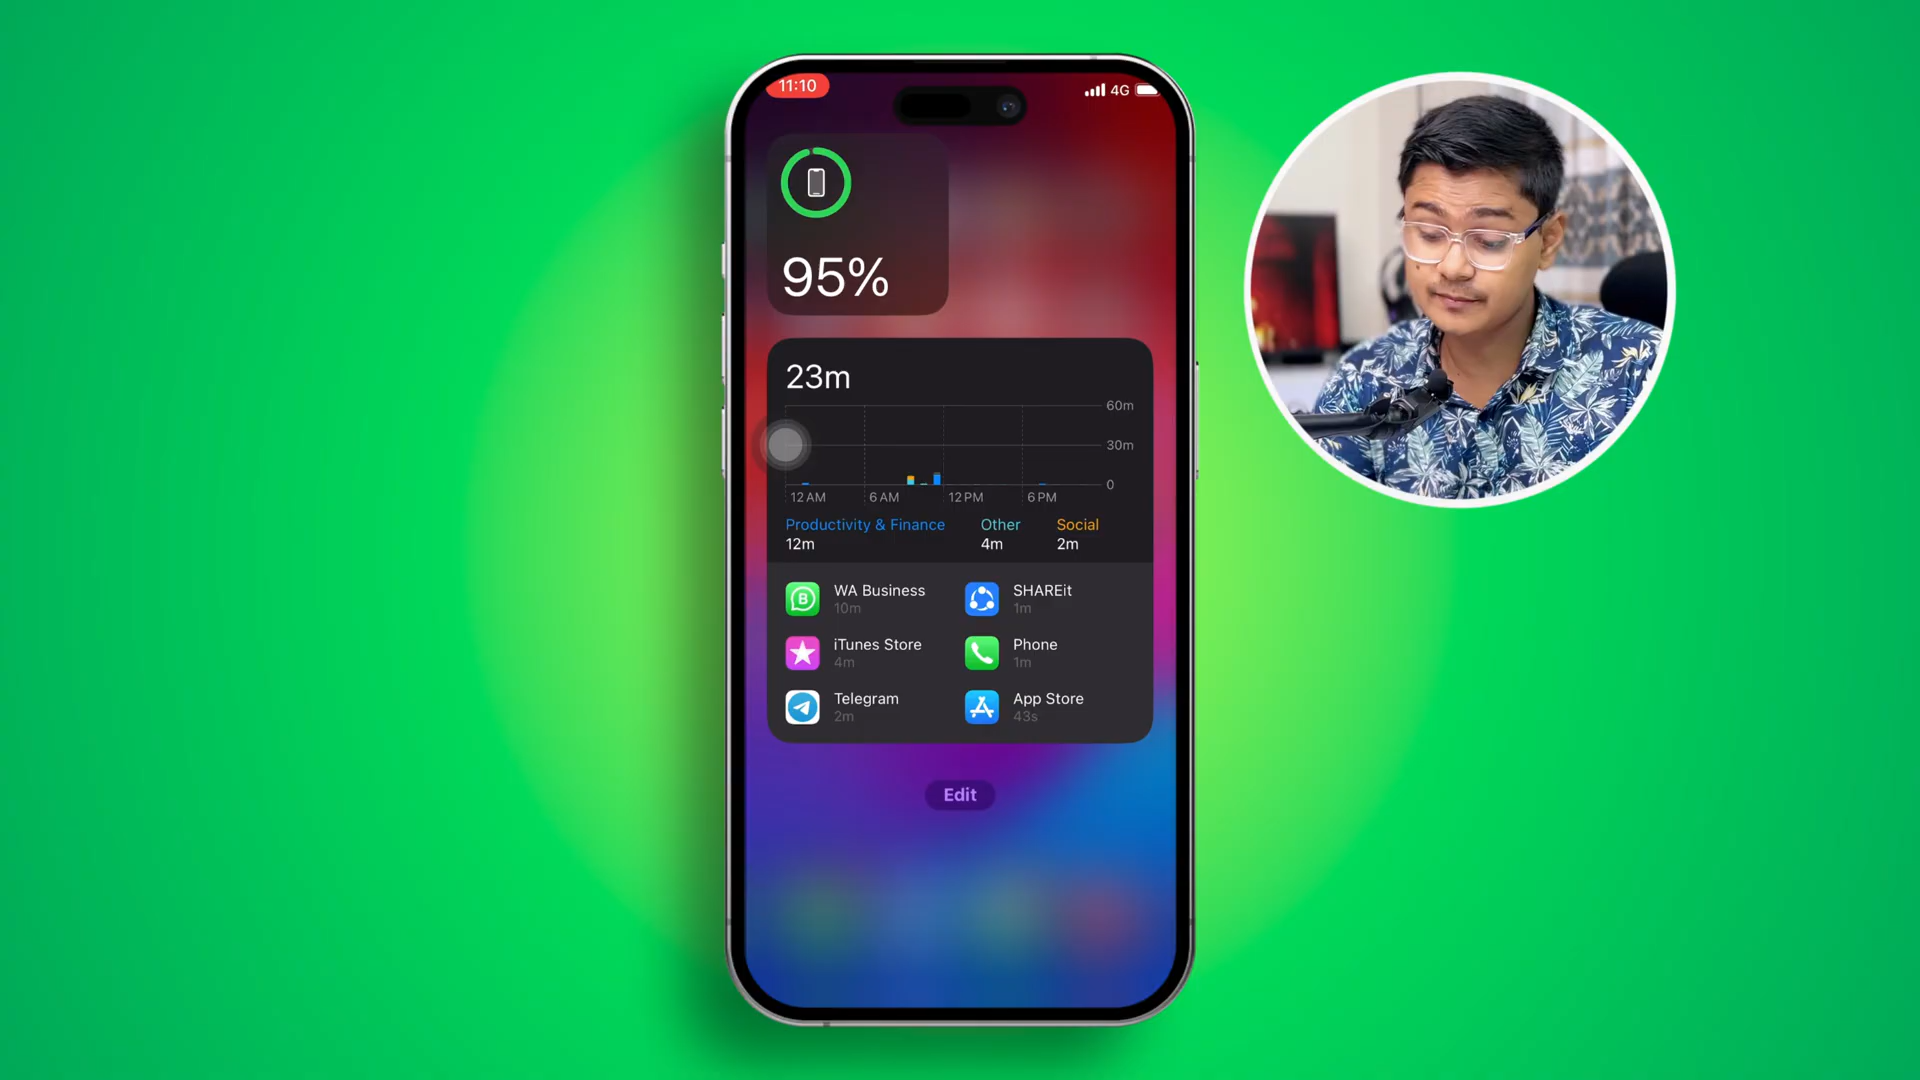 11:10
4G
95%
23m
60m
30m
0
12 AM 6 AM 12 PM 6 PM
Productivity & Finance Other Social
12m 4m 2m
WA Business
10m
SHAREit
1m
iTunes Store
4m
Phone
1m
Telegram
2m
App Store
43s
Edit